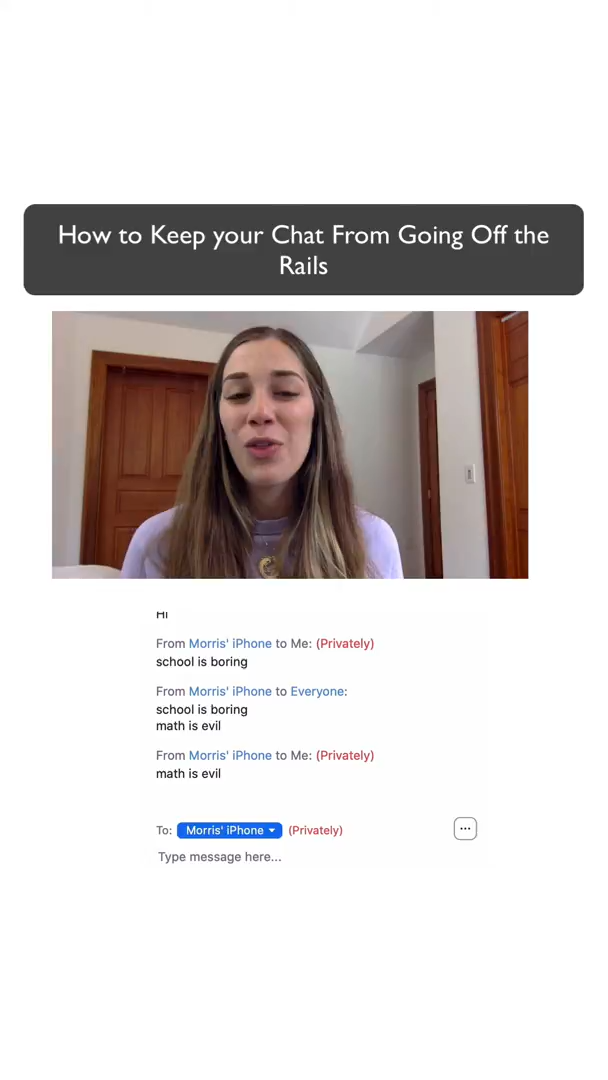 How to Keep your Chat From Going Off the
Rails
Hi
From Morris' iPhone to Me: (Privately)
school is boring
From Morris' iPhone to Everyone:
school is boring
math is evil
From Morris' iPhone to Me: (Privately)
math is evil
To: Morris' iPhone (Privately)
Type message here...